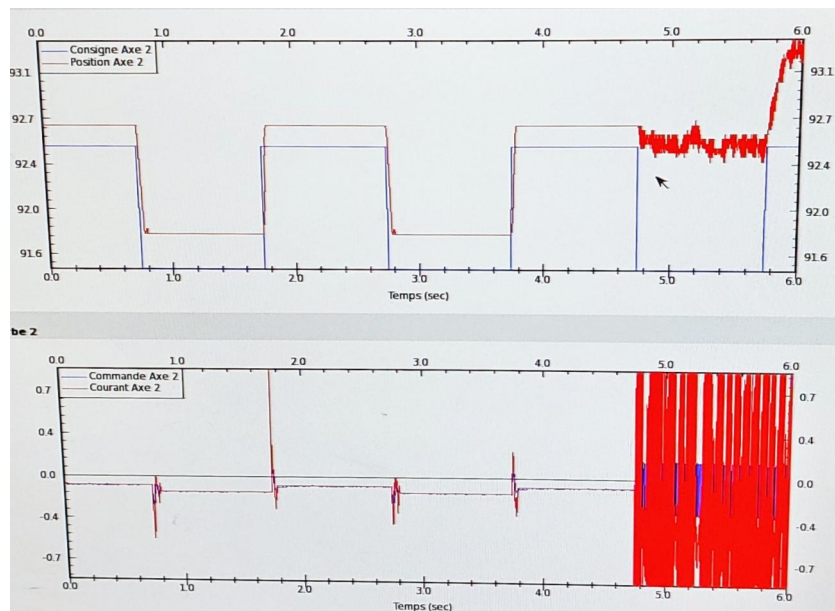 0.0 1.0 2.0 3.0 4.0 5.0 6.0
Consigne Axe 2
Position Axe 2
93.1 93.1
92.7 92.7
92.4 92.4
92.0 92.0
91.6 91.6
0.0 1.0 2.0 3.0 4.0 5.0 6.0
Temps (sec)
be 2
0.0 1.0 2.0 3.0 4.0 5.0 6.0
Commande Axe 2
Courant Axe 2
0.7 0.7
0.4 0.4
0.0 0.0
-0.4 -0.4
-0.7 -0.7
0.0 1.0 2.0 3.0 4.0 5.0 6.0
Temps (sec)